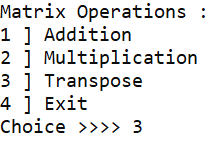 Matrix Operations :
1 ] Addition
2 ] Multiplication
3 ] Transpose
4 ] Exit
Choice >>>> 3